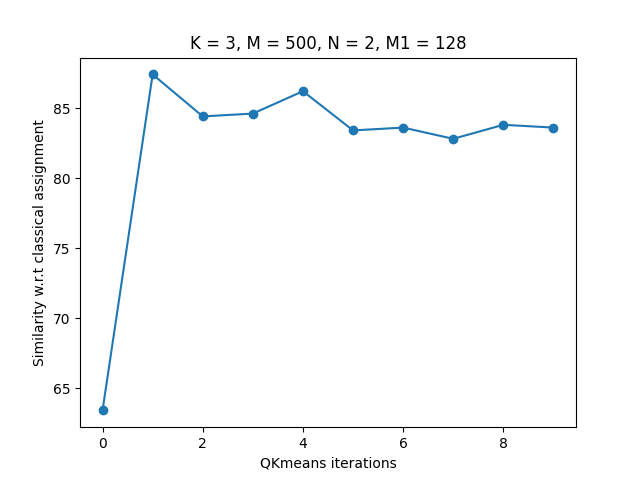 K = 3, M = 500, N = 2, M1 = 128
Similarity w.r.t classical assignment
85
80
75
70
65
0 2 4 6 8
QKmeans iterations